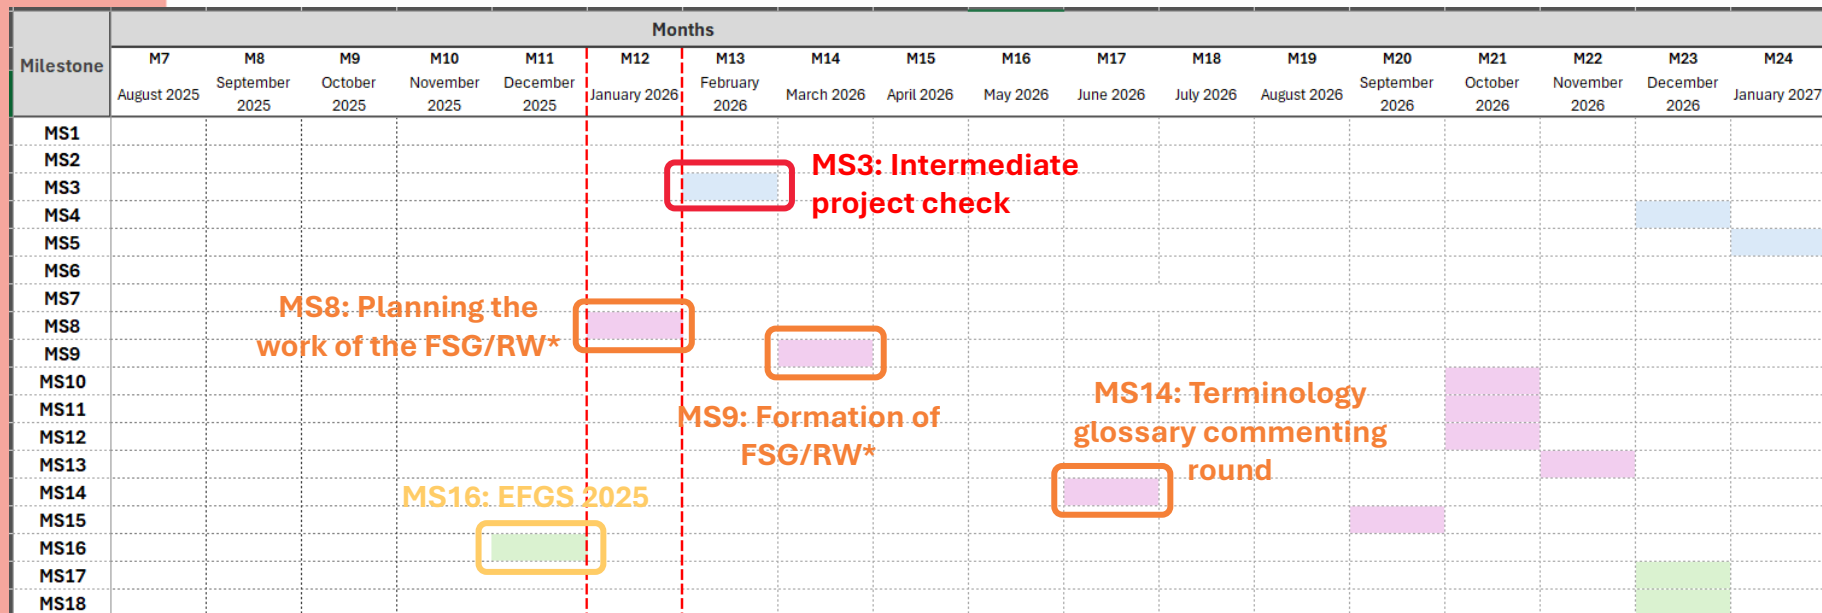 Months
Milestone
M7 M8 M9 M10 M11 M12 M13 M14 M15 M16 M17 M18 M19 M20 M21 M22 M23 M24
August 2025 September 2025 October 2025 November 2025 December 2025 January 2026 February 2026 March 2026 April 2026 May 2026 June 2026 July 2026 August 2026 September 2026 October 2026 November 2026 December 2026 January 2027
MS1
MS2
MS3
MS4
MS5
MS6
MS7
MS8
MS9
MS10
MS11
MS12
MS13
MS14
MS15
MS16
MS17
MS18
MS3: Intermediate
project check
MS8: Planning the
work of the FSG/RW*
MS9: Formation of
FSG/RW*
MS14: Terminology
glossary commenting
round
MS16: EFGS 2025